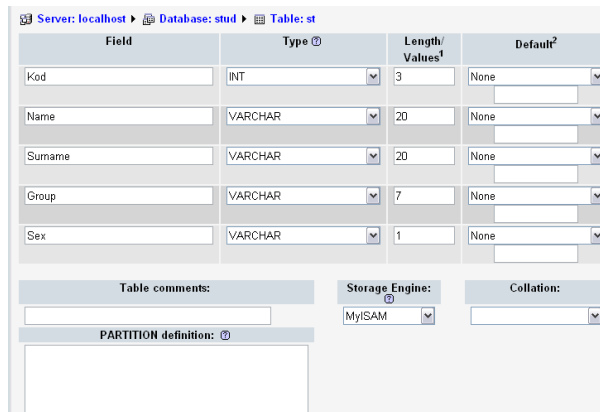 Server: localhost ▸ Database: stud ▸ Table: st
Field Type Length/Values¹ Default²
Kod INT 3 None
Name VARCHAR 20 None
Surname VARCHAR 20 None
Group VARCHAR 7 None
Sex VARCHAR 1 None
Table comments: Storage Engine: Collation:
MyISAM
PARTITION definition: